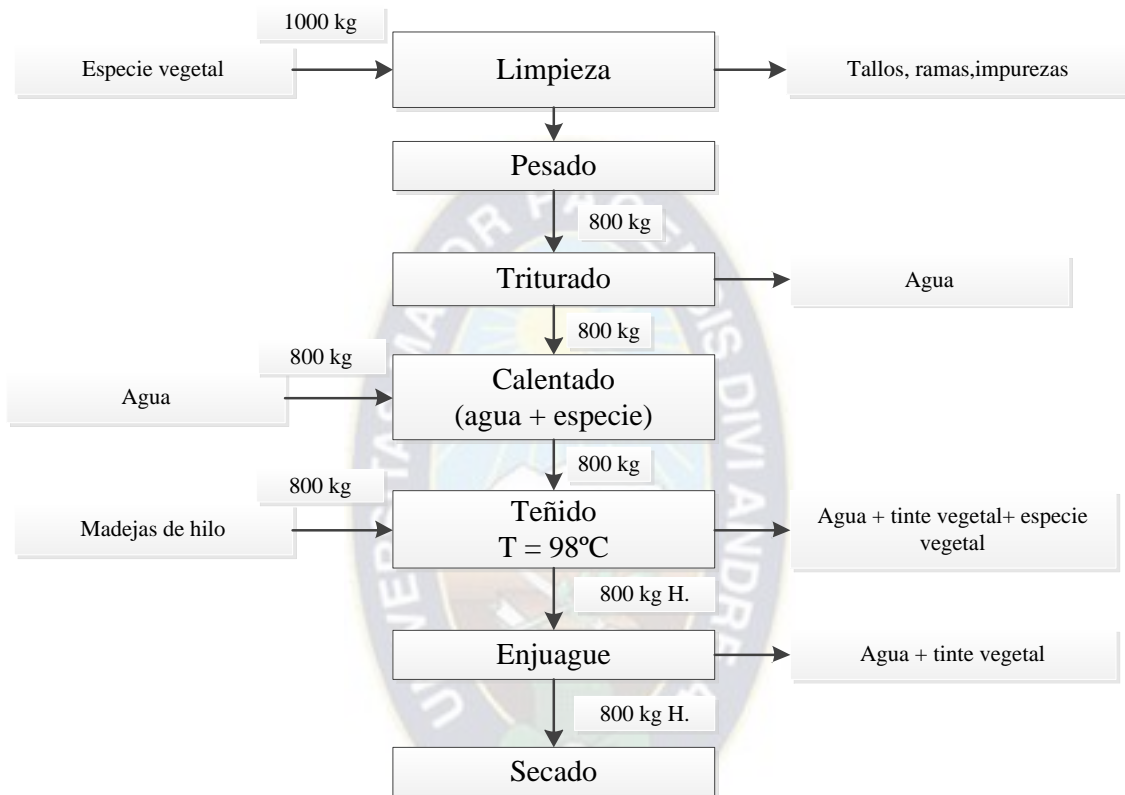 1000 kg
Especie vegetal
Limpieza
Tallos, ramas,impurezas
Pesado
800 kg
Triturado
Agua
800 kg
800 kg
Agua
Calentado
(agua + especie)
800 kg
800 kg
Madejas de hilo
Teñido
T = 98ºC
Agua + tinte vegetal+ especie
vegetal
800 kg H.
Enjuague
Agua + tinte vegetal
800 kg H.
Secado